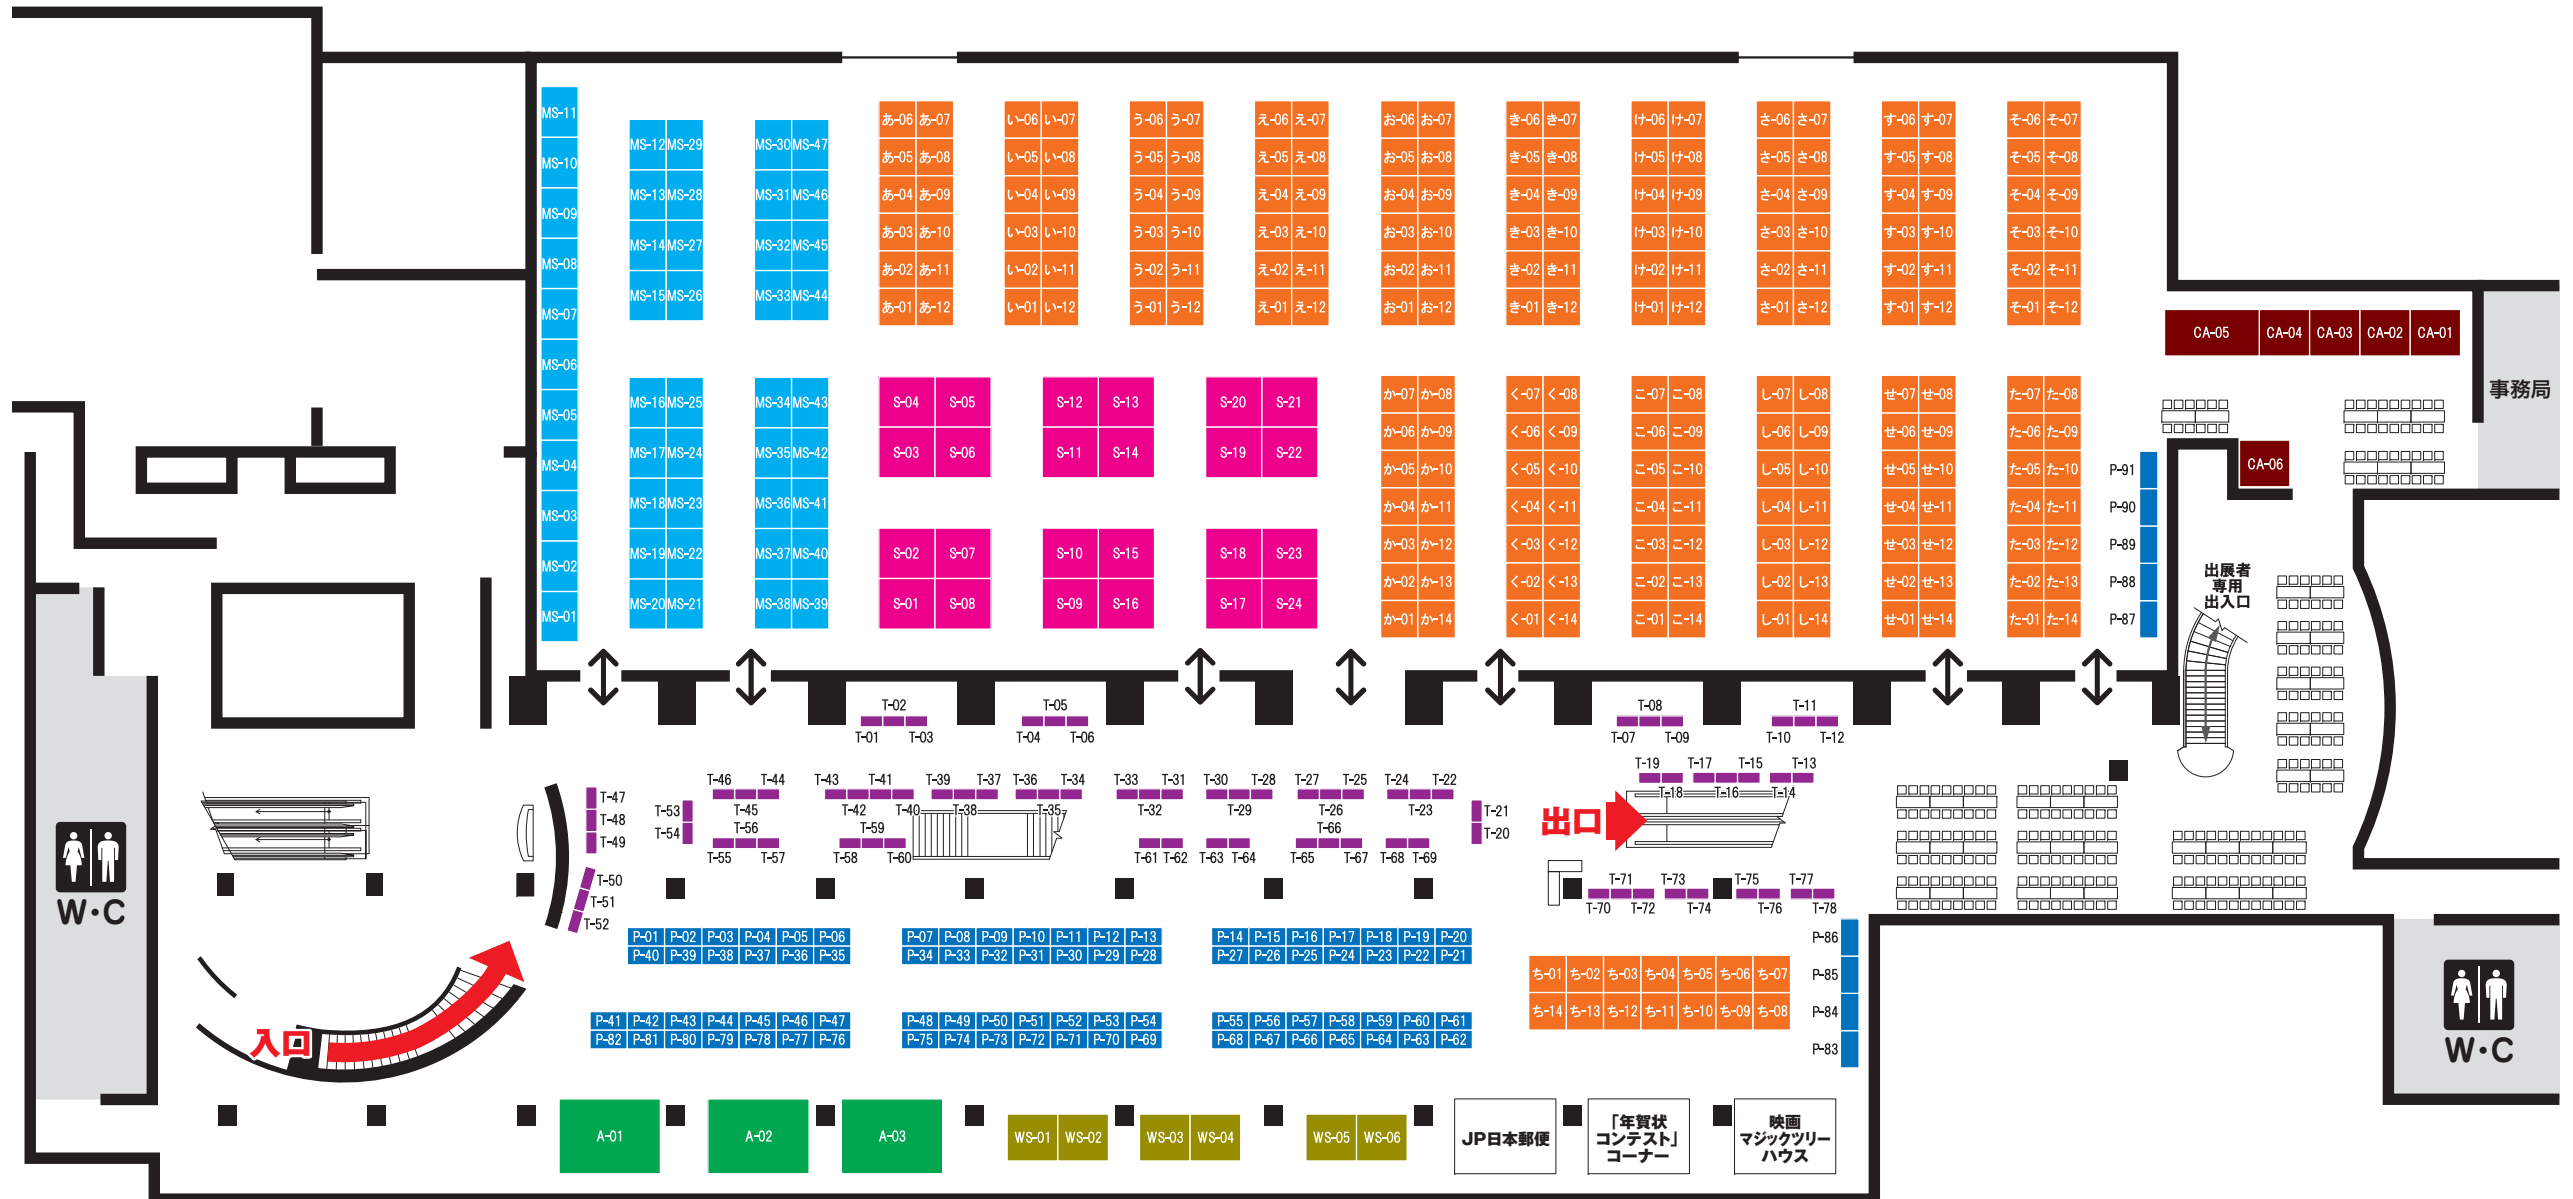 MS-11
MS-10
MS-09
MS-08
MS-07
MS-06
MS-05
MS-04
MS-03
MS-02
MS-01
MS-12 MS-29
MS-13 MS-28
MS-14 MS-27
MS-15 MS-26
MS-16 MS-25
MS-17 MS-24
MS-18 MS-23
MS-19 MS-22
MS-20 MS-21
MS-30 MS-47
MS-31 MS-46
MS-32 MS-45
MS-33 MS-44
MS-34 MS-43
MS-35 MS-42
MS-36 MS-41
MS-37 MS-40
MS-38 MS-39
あ-06 あ-07
あ-05 あ-08
あ-04 あ-09
あ-03 あ-10
あ-02 あ-11
あ-01 あ-12
い-06 い-07
い-05 い-08
い-04 い-09
い-03 い-10
い-02 い-11
い-01 い-12
う-06 う-07
う-05 う-08
う-04 う-09
う-03 う-10
う-02 う-11
う-01 う-12
え-06 え-07
え-05 え-08
え-04 え-09
え-03 え-10
え-02 え-11
え-01 え-12
お-06 お-07
お-05 お-08
お-04 お-09
お-03 お-10
お-02 お-11
お-01 お-12
き-06 き-07
き-05 き-08
き-04 き-09
き-03 き-10
き-02 き-11
き-01 き-12
け-06 け-07
け-05 け-08
け-04 け-09
け-03 け-10
け-02 け-11
け-01 け-12
さ-06 さ-07
さ-05 さ-08
さ-04 さ-09
さ-03 さ-10
さ-02 さ-11
さ-01 さ-12
す-06 す-07
す-05 す-08
す-04 す-09
す-03 す-10
す-02 す-11
す-01 す-12
そ-06 そ-07
そ-05 そ-08
そ-04 そ-09
そ-03 そ-10
そ-02 そ-11
そ-01 そ-12
CA-05 CA-04 CA-03 CA-02 CA-01
事務局
CA-06
S-04 S-05
S-03 S-06
S-02 S-07
S-01 S-08
S-12 S-13
S-11 S-14
S-10 S-15
S-09 S-16
S-20 S-21
S-19 S-22
S-18 S-23
S-17 S-24
か-07 か-08
か-06 か-09
か-05 か-10
か-04 か-11
か-03 か-12
か-02 か-13
か-01 か-14
く-07 く-08
く-06 く-09
く-05 く-10
く-04 く-11
く-03 く-12
く-02 く-13
く-01 く-14
こ-07 こ-08
こ-06 こ-09
こ-05 こ-10
こ-04 こ-11
こ-03 こ-12
こ-02 こ-13
こ-01 こ-14
し-07 し-08
し-06 し-09
し-05 し-10
し-04 し-11
し-03 し-12
し-02 し-13
し-01 し-14
せ-07 せ-08
せ-06 せ-09
せ-05 せ-10
せ-04 せ-11
せ-03 せ-12
せ-02 せ-13
せ-01 せ-14
た-07 た-08
た-06 た-09
た-05 た-10
た-04 た-11
た-03 た-12
た-02 た-13
た-01 た-14
P-91
P-90
P-89
P-88
P-87
出展者
専用
出入口
T-02
T-01 T-03
T-05
T-04 T-06
T-08
T-07 T-09
T-11
T-10 T-12
T-47
T-48
T-49
T-50
T-51
T-52
T-53
T-54
T-46 T-44
T-45
T-43 T-41
T-42 T-40
T-39 T-37
T-38
T-36 T-34
T-35
T-33 T-31
T-32
T-30 T-28
T-29
T-27 T-25
T-26
T-24 T-22
T-23
T-21
T-20
T-19
T-18
T-17 T-15
T-16
T-13
T-14
T-56
T-55 T-57
T-59
T-58 T-60
T-61 T-62
T-63 T-64
T-66
T-65 T-67
T-68 T-69
出口
T-71
T-70 T-72
T-73
T-74
T-75
T-76
T-77
T-78
W・C
入口
P-01 P-02 P-03 P-04 P-05 P-06
P-40 P-39 P-38 P-37 P-36 P-35
P-07 P-08 P-09 P-10 P-11 P-12 P-13
P-34 P-33 P-32 P-31 P-30 P-29 P-28
P-14 P-15 P-16 P-17 P-18 P-19 P-20
P-27 P-26 P-25 P-24 P-23 P-22 P-21
P-41 P-42 P-43 P-44 P-45 P-46 P-47
P-82 P-81 P-80 P-79 P-78 P-77 P-76
P-48 P-49 P-50 P-51 P-52 P-53 P-54
P-75 P-74 P-73 P-72 P-71 P-70 P-69
P-55 P-56 P-57 P-58 P-59 P-60 P-61
P-68 P-67 P-66 P-65 P-64 P-63 P-62
ち-01 ち-02 ち-03 ち-04 ち-05 ち-06 ち-07
ち-14 ち-13 ち-12 ち-11 ち-10 ち-09 ち-08
P-86
P-85
P-84
P-83
W・C
A-01
A-02
A-03
WS-01 WS-02
WS-03 WS-04
WS-05 WS-06
JP日本郵便
「年賀状
コンテスト」
コーナー
映画
マジックツリー
ハウス